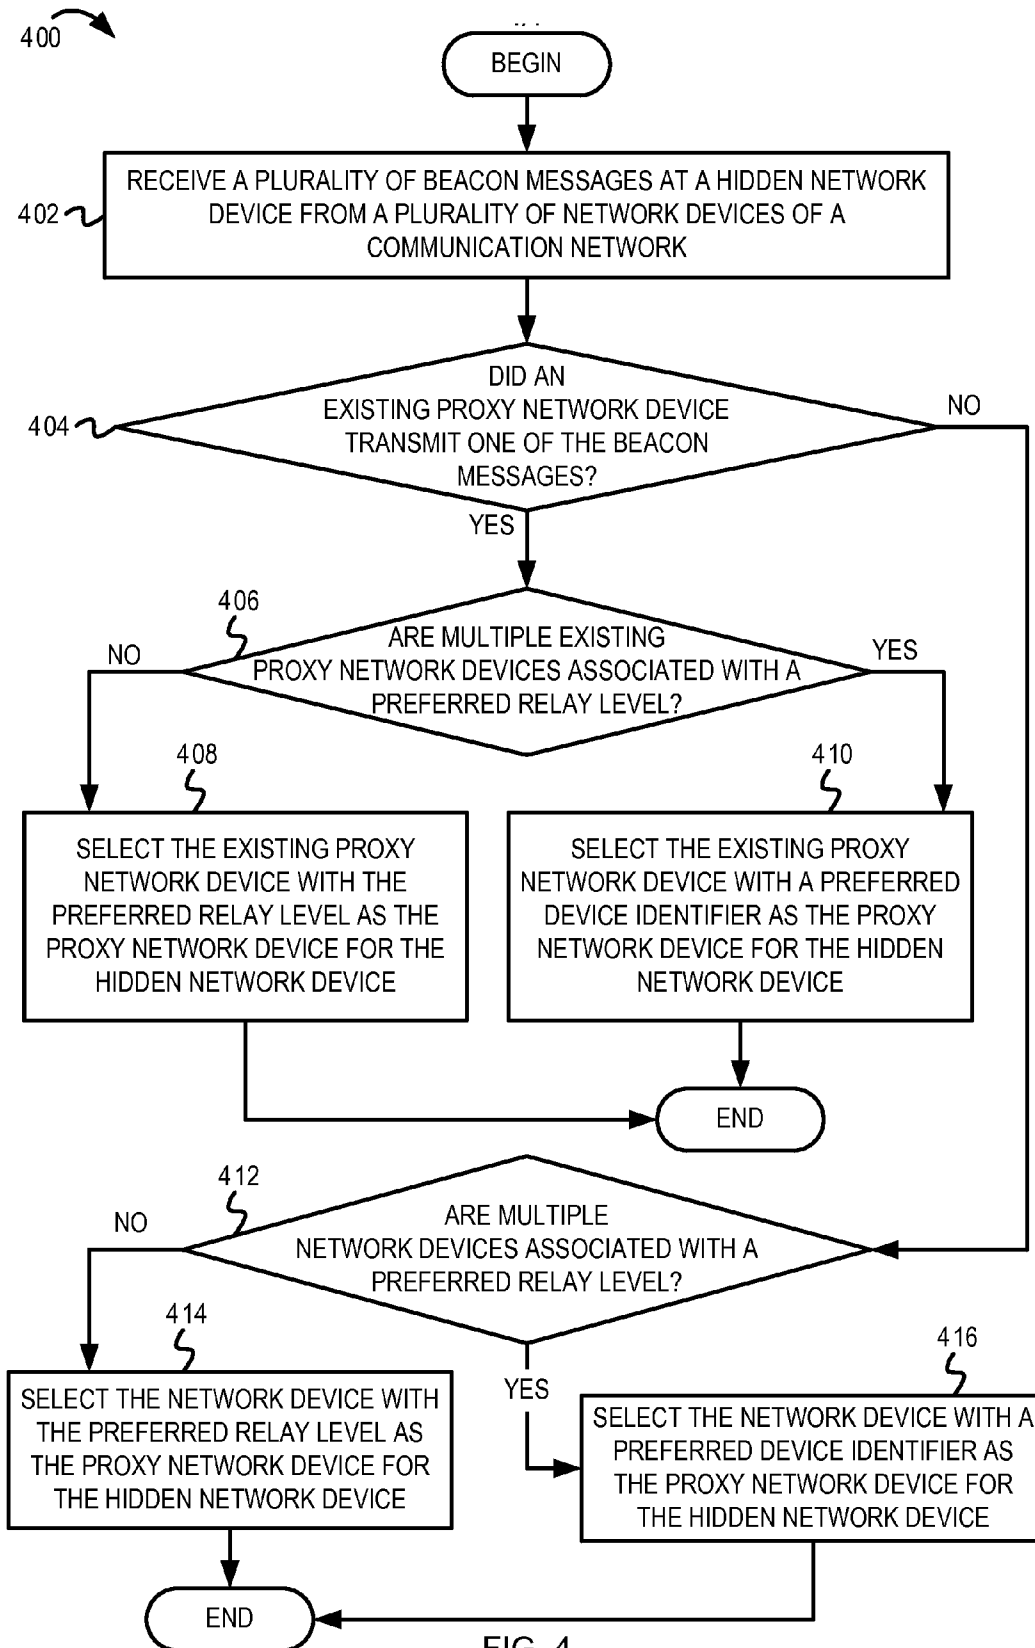 400
BEGIN
RECEIVE A PLURALITY OF BEACON MESSAGES AT A HIDDEN NETWORK
DEVICE FROM A PLURALITY OF NETWORK DEVICES OF A
COMMUNICATION NETWORK
402
DID AN
EXISTING PROXY NETWORK DEVICE
TRANSMIT ONE OF THE BEACON
MESSAGES?
404
NO
YES
406
ARE MULTIPLE EXISTING
PROXY NETWORK DEVICES ASSOCIATED WITH A
PREFERRED RELAY LEVEL?
NO
YES
408
SELECT THE EXISTING PROXY
NETWORK DEVICE WITH THE
PREFERRED RELAY LEVEL AS THE
PROXY NETWORK DEVICE FOR THE
HIDDEN NETWORK DEVICE
410
SELECT THE EXISTING PROXY
NETWORK DEVICE WITH A PREFERRED
DEVICE IDENTIFIER AS THE PROXY
NETWORK DEVICE FOR THE HIDDEN
NETWORK DEVICE
END
412
NO
ARE MULTIPLE
NETWORK DEVICES ASSOCIATED WITH A
PREFERRED RELAY LEVEL?
414
SELECT THE NETWORK DEVICE WITH
THE PREFERRED RELAY LEVEL AS
THE PROXY NETWORK DEVICE FOR
THE HIDDEN NETWORK DEVICE
YES
416
SELECT THE NETWORK DEVICE WITH A
PREFERRED DEVICE IDENTIFIER AS
THE PROXY NETWORK DEVICE FOR
THE HIDDEN NETWORK DEVICE
END
FIG. 4